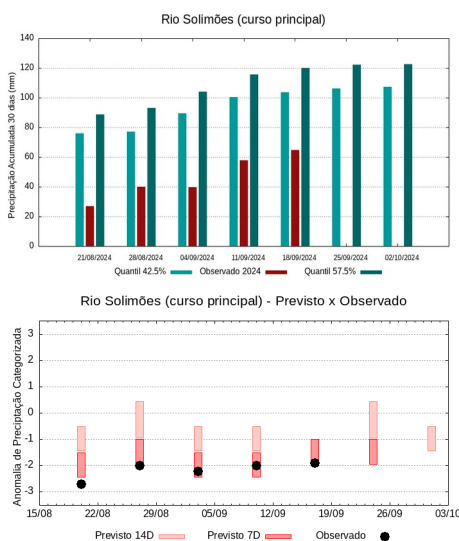 Rio Solimões (curso principal)
Precipitação Acumulada 30 dias (mm)
140
120
100
80
60
40
20
0
21/08/2024 28/08/2024 04/09/2024 11/09/2024 18/09/2024 25/09/2024 02/10/2024
Quantil 42.5% Observado 2024 Quantil 57.5%
Rio Solimões (curso principal) - Previsto x Observado
Anomalia de Preciptação Categorizada
3
2
1
0
-1
-2
-3
15/08 22/08 29/08 05/09 12/09 19/09 26/09 03/10
Previsto 14D Previsto 7D Observado